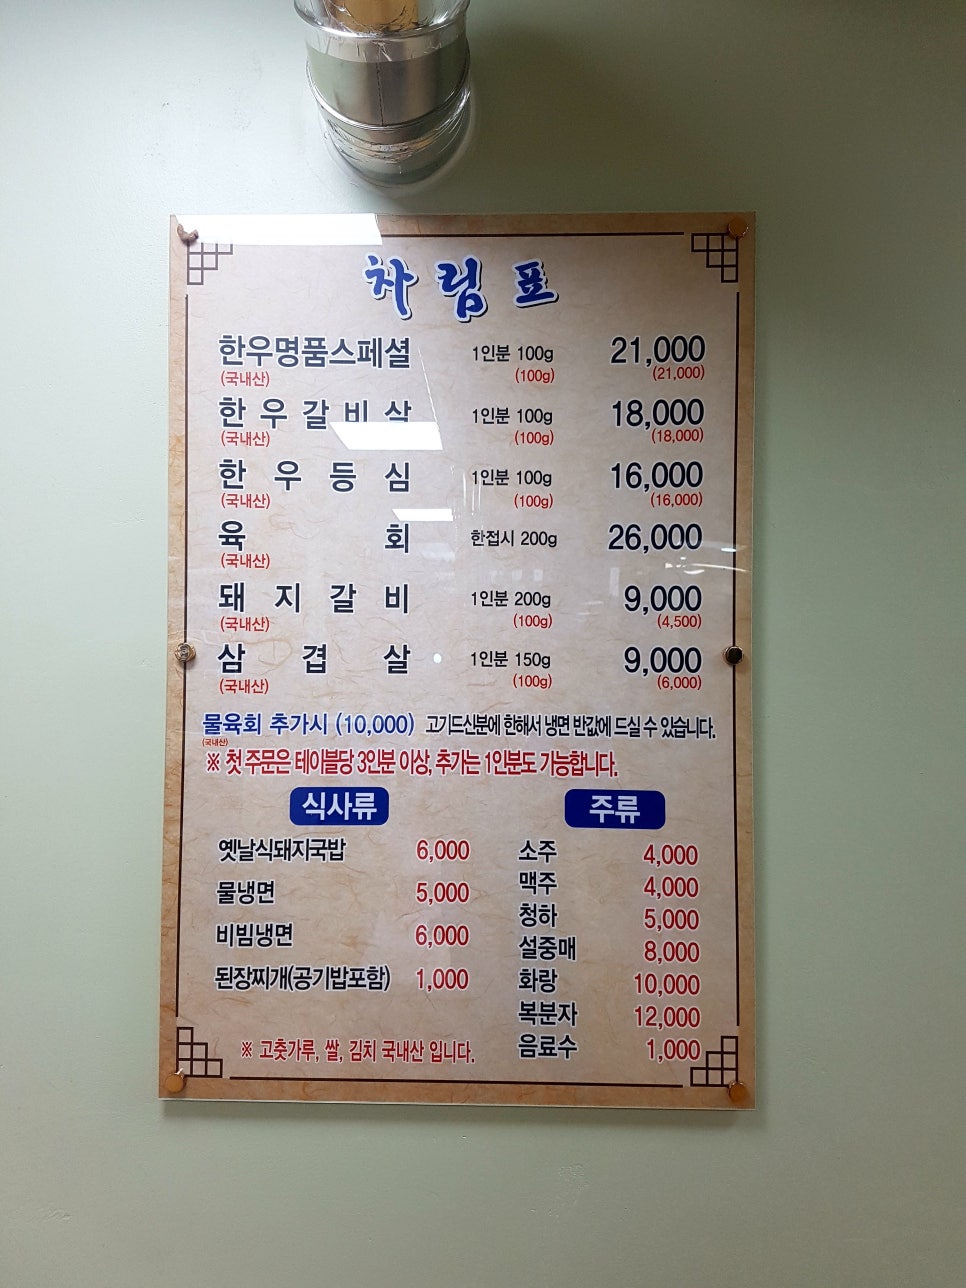 차림표
한우명품스페셜 1인분 100g 21,000
(국내산) (100g) (21,000)
한우갈비살 1인분 100g 18,000
(국내산) (100g) (18,000)
한우등심 1인분 100g 16,000
(국내산) (100g) (16,000)
육회 한접시 200g 26,000
(국내산)
돼지갈비 1인분 200g 9,000
(국내산) (100g) (4,500)
삼겹살 1인분 150g 9,000
(국내산) (100g) (6,000)
물육회 추가시 (10,000) 고기드신분에 한해서 냉면 반값에 드실 수 있습니다.
(국내산)
※ 첫 주문은 테이블당 3인분 이상, 추가는 1인분도 가능합니다.
식사류
옛날식돼지국밥 6,000
물냉면 5,000
비빔냉면 6,000
된장찌개(공기밥포함) 1,000
※ 고춧가루, 쌀, 김치 국내산 입니다.
주류
소주 4,000
맥주 4,000
청하 5,000
설중매 8,000
화랑 10,000
복분자 12,000
음료수 1,000